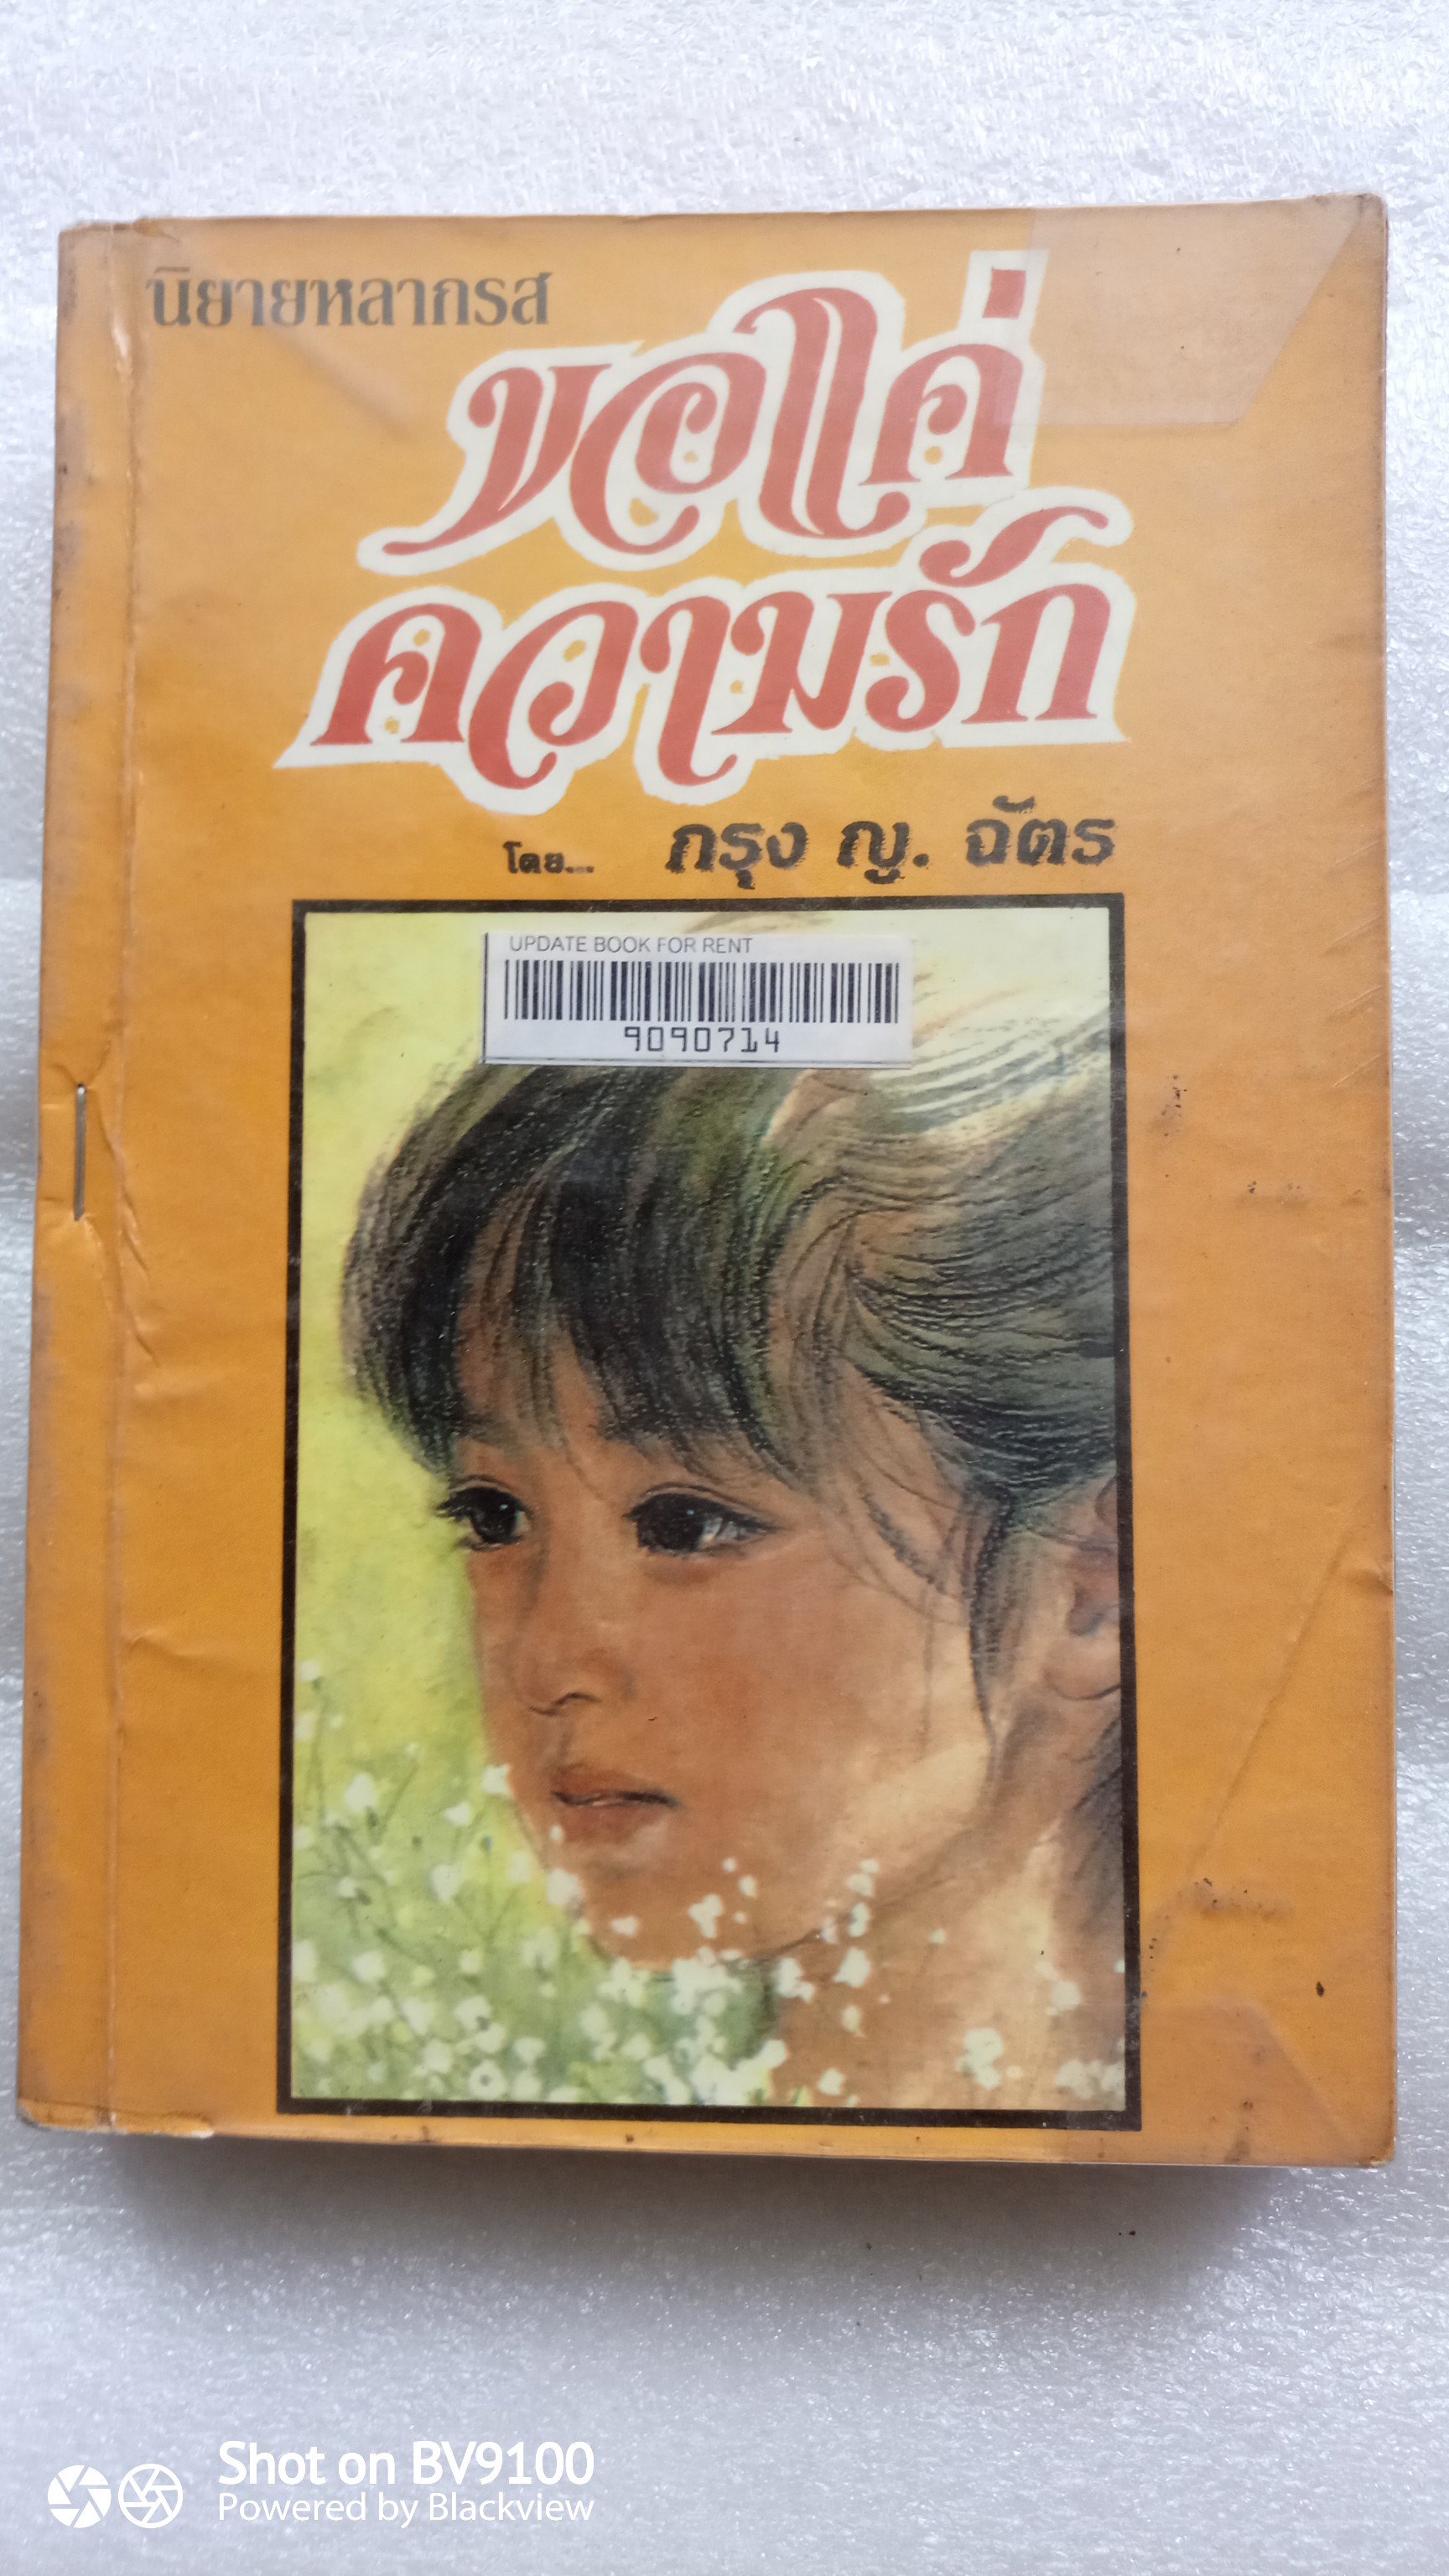 นิยายหลากรส
ขอแค่
ความรัก
โดย... กรุง ญ. ฉัตร
UPDATE BOOK FOR RENT
9090714
Shot on BV9100
Powered by Blackview